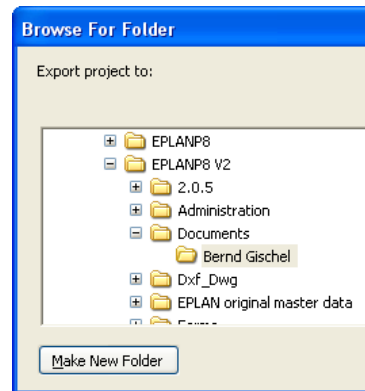 Browse For Folder
Export project to:
EPLANP8
EPLANP8 V2
2.0.5
Administration
Documents
Bernd Gischel
Dxf_Dwg
EPLAN original master data
Make New Folder